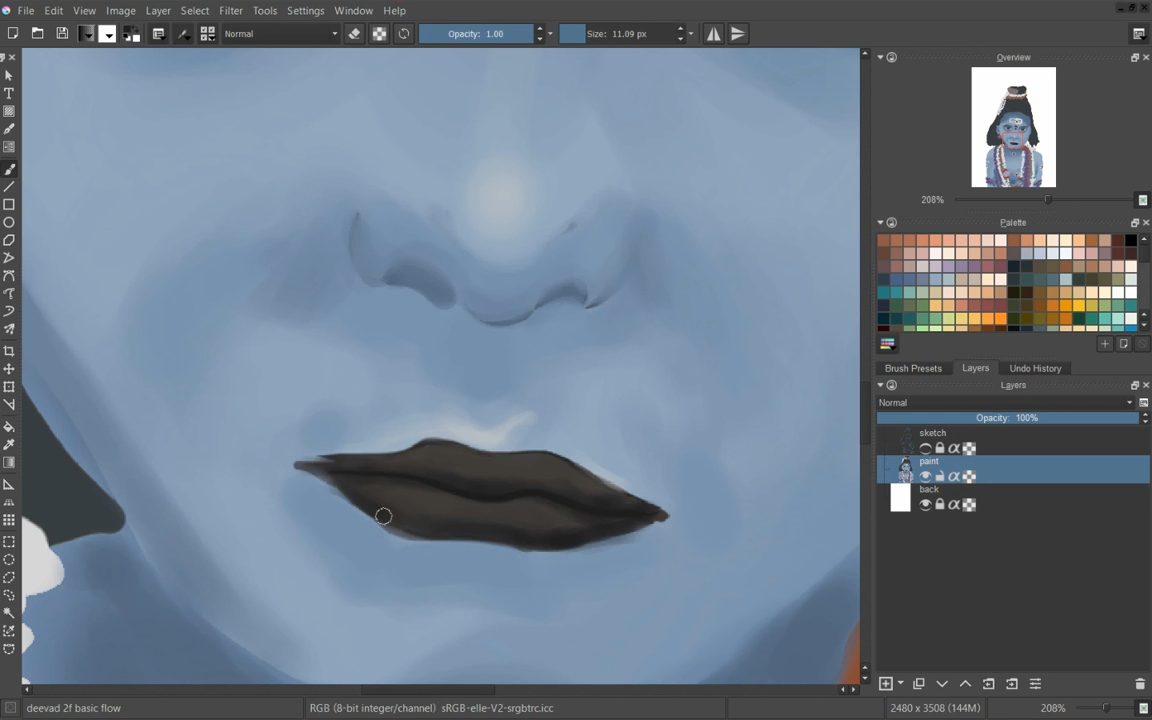 File Edit View Image Layer Select Filter Tools Settings Window Help
Normal Opacity: 1.00 Size: 11.09 px
Overview
208%
Palette
Brush Presets Layers Undo History
Layers
Normal
Opacity: 100%
sketch
paint
back
deevad 2f basic flow RGB (8-bit integer/channel) sRGB-elle-V2-srgbtrc.icc 2480 x 3508 (144M) 208%